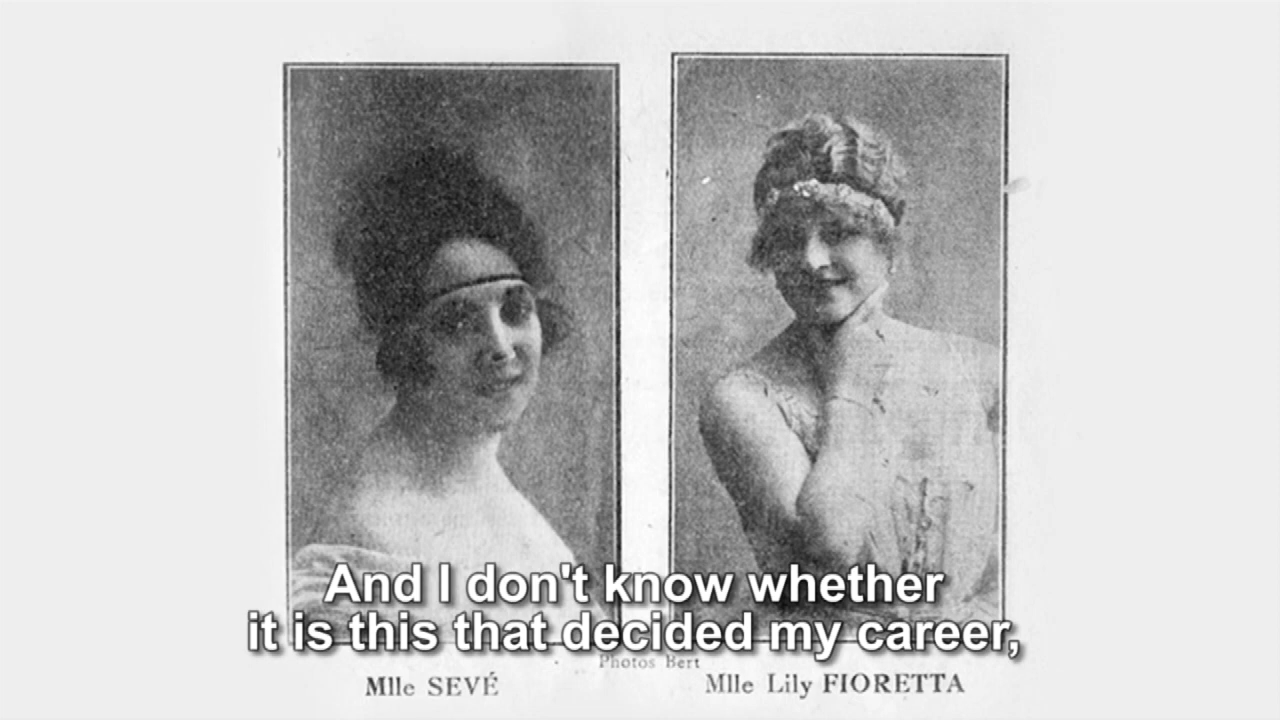 And I don't know whether
it is this that decided my career,
Photos Bert
Mlle SEVÉ
Mlle Lily FIORETTA